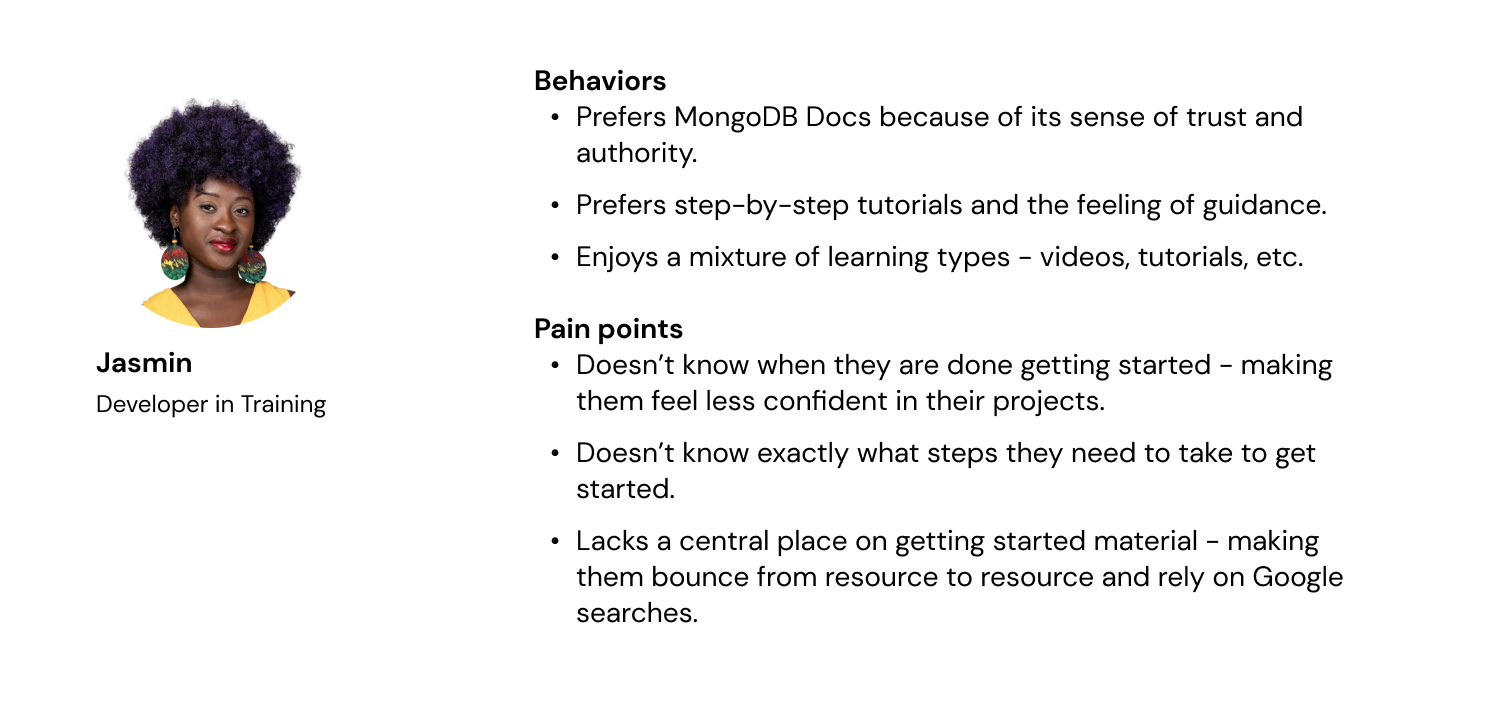 Jasmin
Developer in Training
Behaviors
• Prefers MongoDB Docs because of its sense of trust and
authority.
• Prefers step-by-step tutorials and the feeling of guidance.
• Enjoys a mixture of learning types - videos, tutorials, etc.
Pain points
• Doesn’t know when they are done getting started - making
them feel less confident in their projects.
• Doesn’t know exactly what steps they need to take to get
started.
• Lacks a central place on getting started material - making
them bounce from resource to resource and rely on Google
searches.